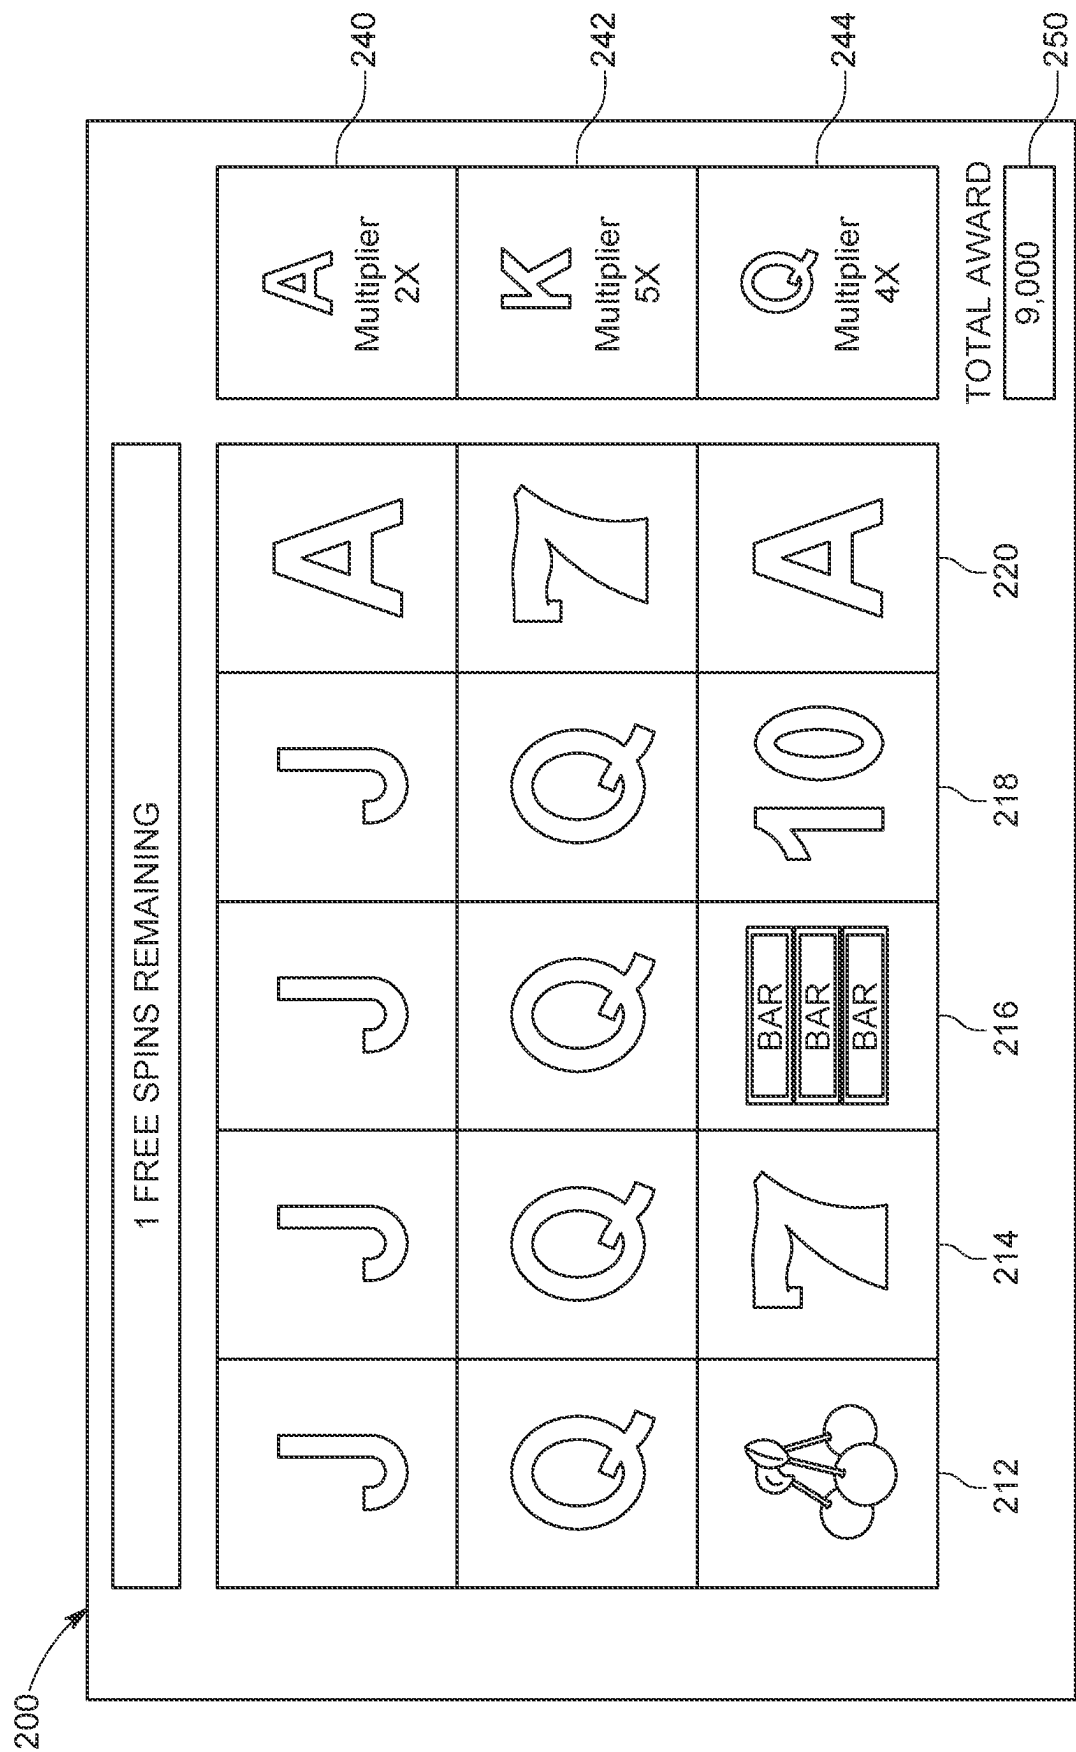 200
1 FREE SPINS REMAINING
J J J J A
Q Q Q Q 7
7 BAR 10 A
BAR
BAR
A
Multiplier
2X
K
Multiplier
5X
Q
Multiplier
4X
TOTAL AWARD
9,000
240
242
244
250
212 214 216 218 220